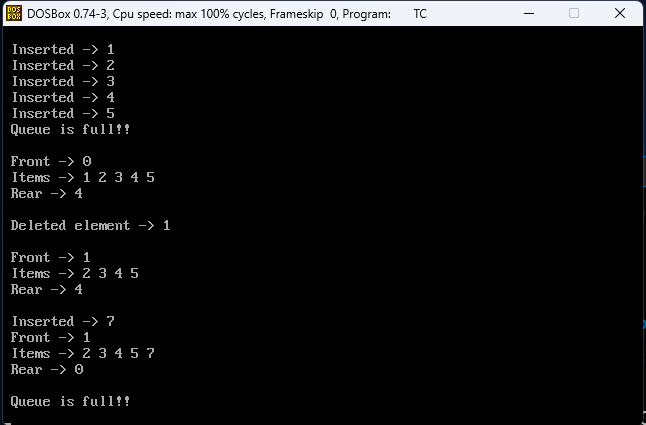 DOSBox 0.74-3, Cpu speed: max 100% cycles, Frameskip 0, Program: TC
Inserted -> 1
Inserted -> 2
Inserted -> 3
Inserted -> 4
Inserted -> 5
Queue is full!!
Front -> 0
Items -> 1 2 3 4 5
Rear -> 4
Deleted element -> 1
Front -> 1
Items -> 2 3 4 5
Rear -> 4
Inserted -> 7
Front -> 1
Items -> 2 3 4 5 7
Rear -> 0
Queue is full!!